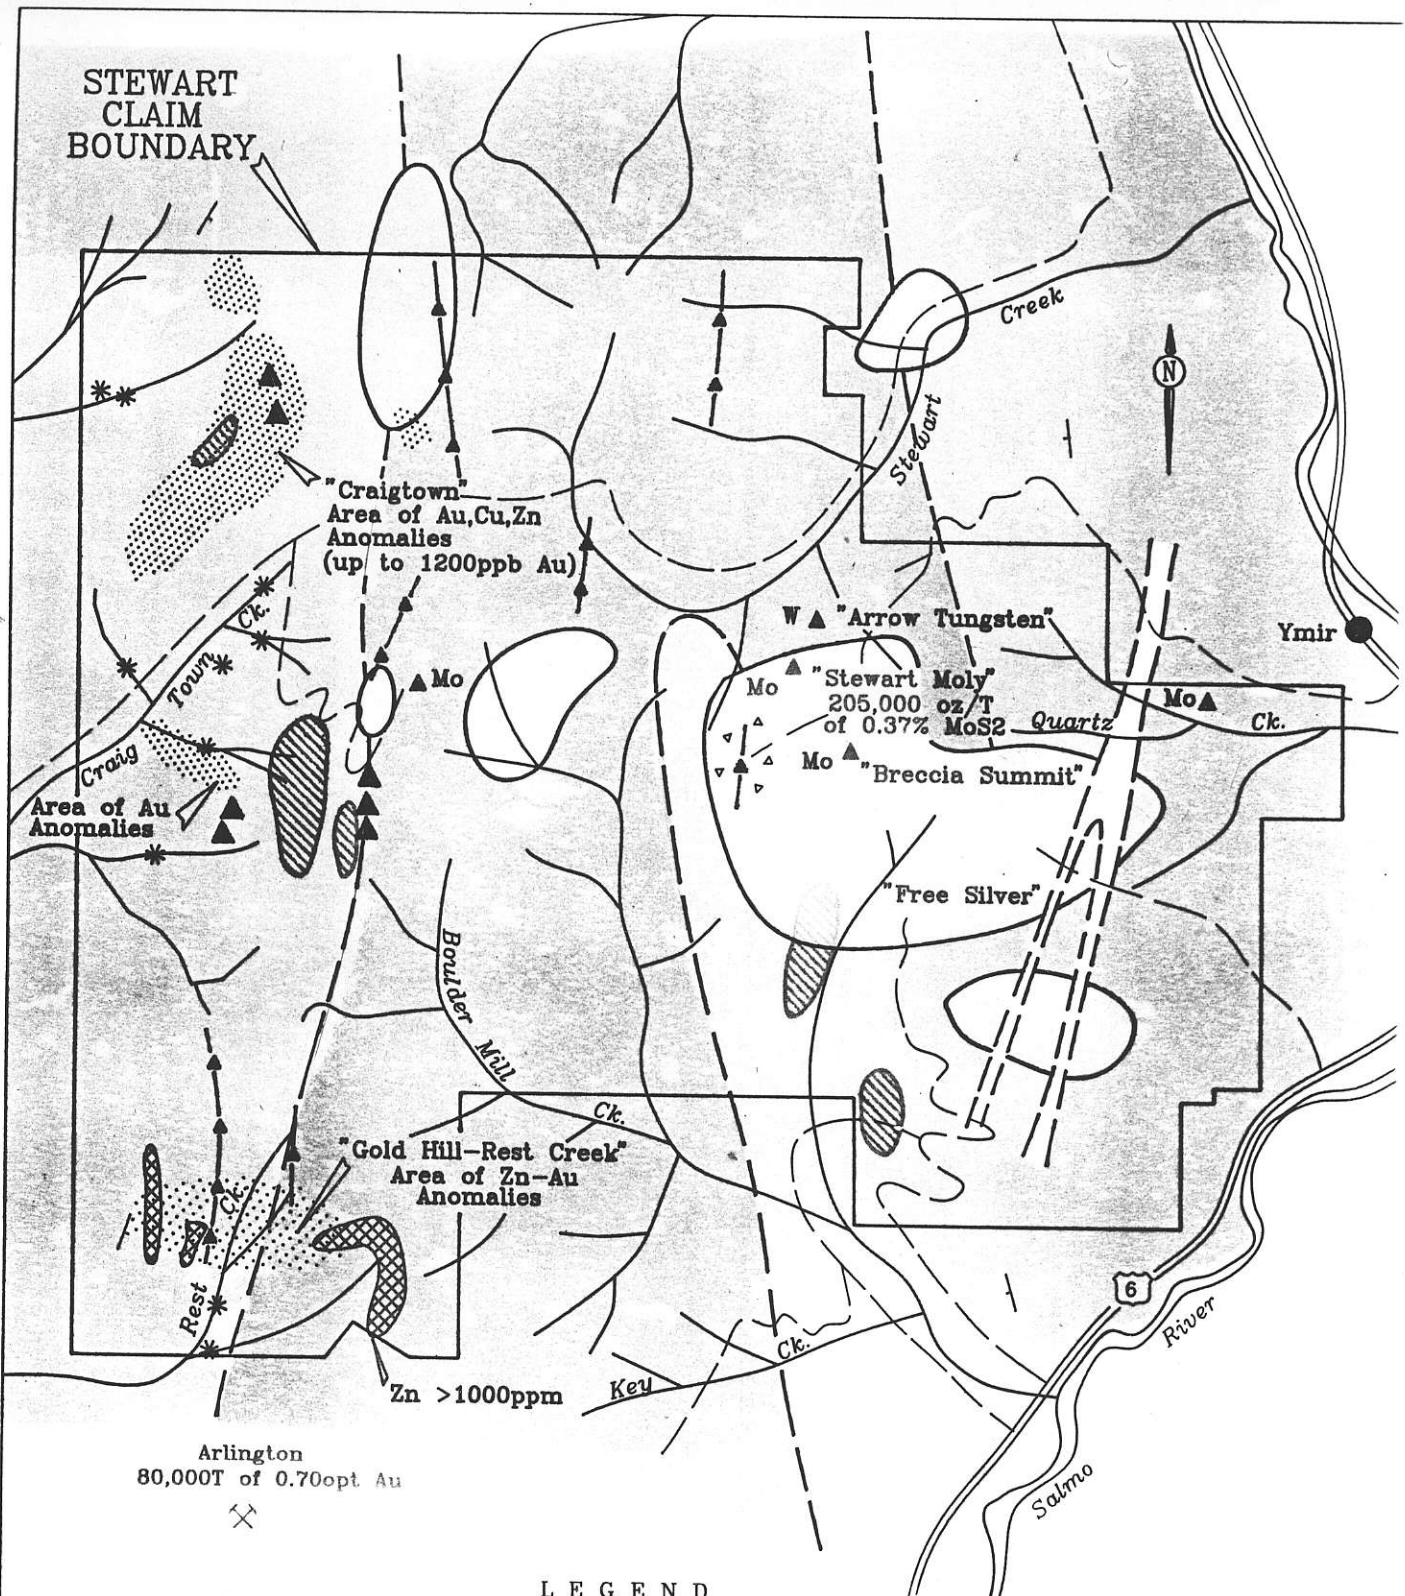 STEWART
CLAIM
BOUNDARY
Creek
N
Stewart
"Craigtown"
Area of Au,Cu,Zn
Anomalies
(up to 1200ppb Au)
Ck.
Town
Craig
W
"Arrow Tungsten"
Ymir
Mo
Mo
"Stewart Moly"
205,000 oz/T
of 0.37% MoS2
Mo
Quartz
Ck.
Mo
"Breccia Summit"
Area of Au
Anomalies
"Free Silver"
Boulder
Mill
Ck.
"Gold Hill-Rest Creek"
Area of Zn-Au
Anomalies
Ck.
Rest
6
River
Ck.
Key
Zn >1000ppm
Arlington
80,000T of 0.70opt Au
Salmo
LEGEND